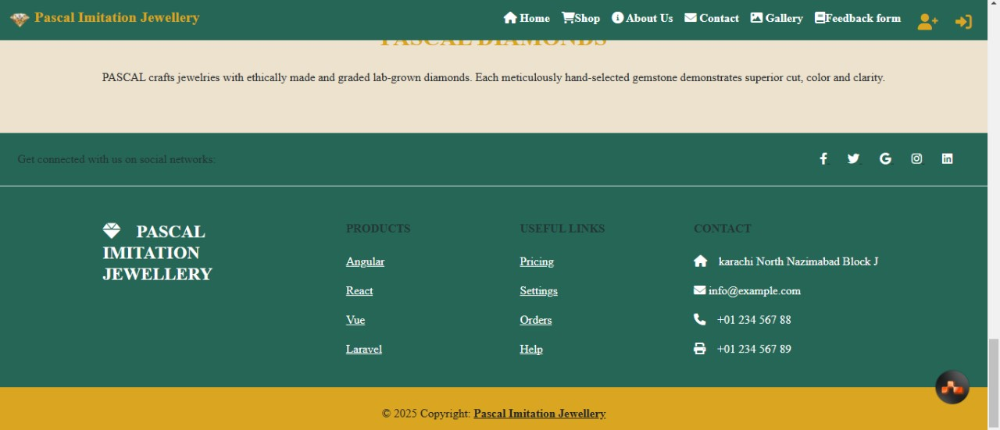 Pascal Imitation Jewellery
Home Shop About Us Contact Gallery Feedback form
PASCAL DIAMONDS
PASCAL crafts jewelries with ethically made and graded lab-grown diamonds. Each meticulously hand-selected gemstone demonstrates superior cut, color and clarity.
Get connected with us on social networks:
PASCAL
IMITATION
JEWELLERY
PRODUCTS
Angular
React
Vue
Laravel
USEFUL LINKS
Pricing
Settings
Orders
Help
CONTACT
karachi North Nazimabad Block J
info@example.com
+01 234 567 88
+01 234 567 89
© 2025 Copyright: Pascal Imitation Jewellery